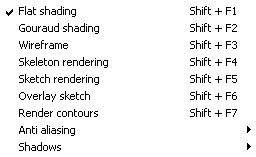 Flat shading Shift + F1
Gouraud shading Shift + F2
Wireframe Shift + F3
Skeleton rendering Shift + F4
Sketch rendering Shift + F5
Overlay sketch Shift + F6
Render contours Shift + F7
Anti aliasing
Shadows